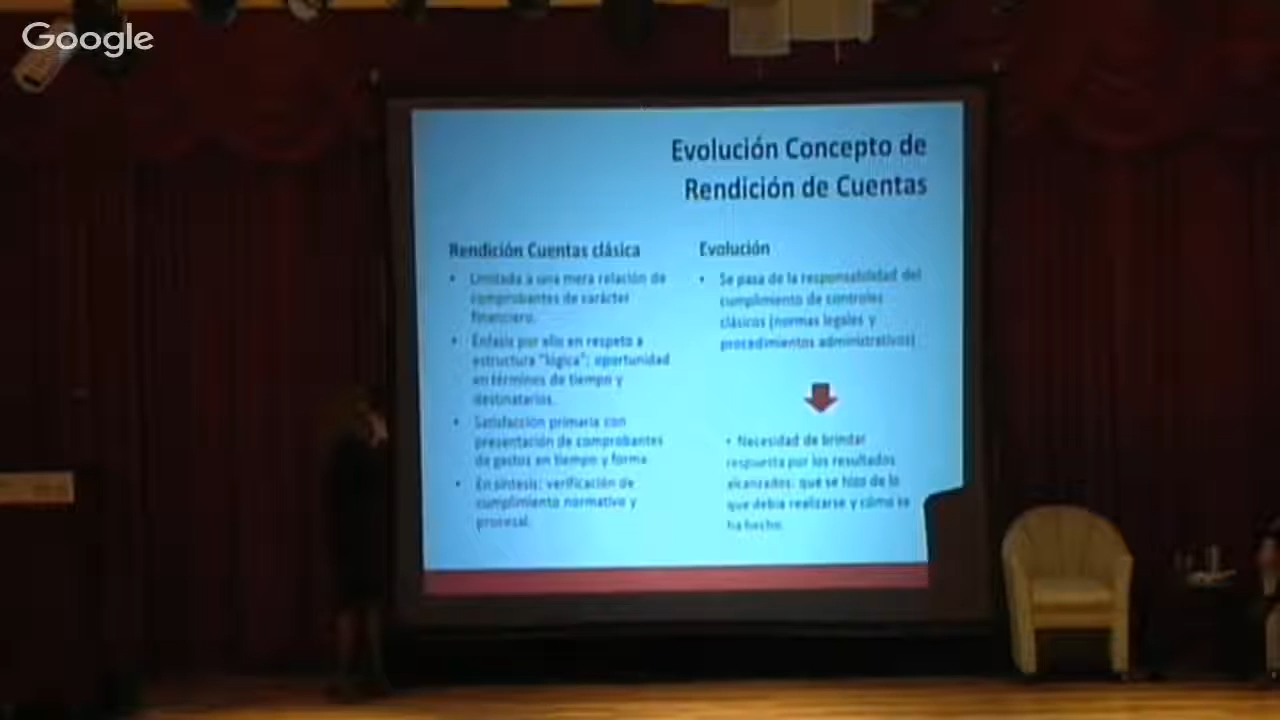 Google
Evolución Concepto de
Rendición de Cuentas
Rendición Cuentas clásica
• Limitada a una mera relación de
comprobantes de carácter
financiero.
• Énfasis por ello en respeto a
estructura "lógica"; oportunidad
en términos de tiempo y
destinatarios.
• Satisfacción primaria con
presentación de comprobantes
de gastos en tiempo y forma.
• En síntesis: verificación de
cumplimiento normativo y
procesal.
Evolución
• Se pasa de la responsabilidad del
cumplimiento de controles
clásicos (normas legales y
procedimientos administrativos)
• Necesidad de brindar
respuesta por los resultados
alcanzados: qué se hizo de lo
que debía realizarse y cómo se
ha hecho.